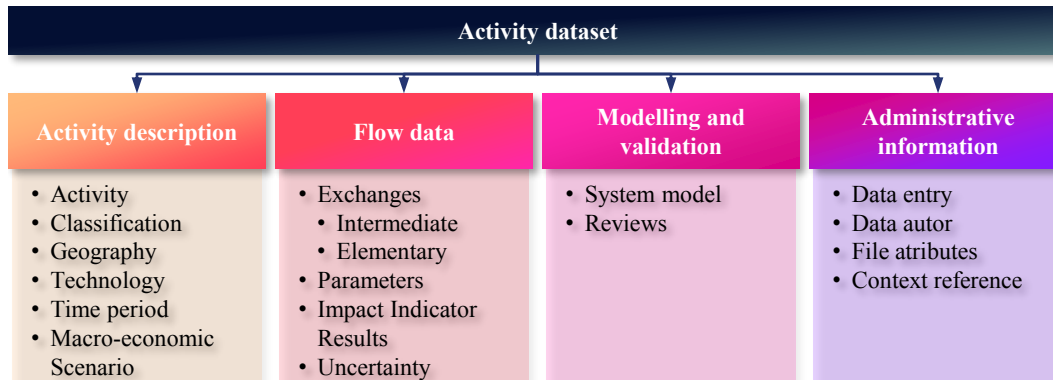 Activity dataset
Activity description
• Activity
• Classification
• Geography
• Technology
• Time period
• Macro-economic
Scenario
Flow data
• Exchanges
• Intermediate
• Elementary
• Parameters
• Impact Indicator
Results
• Uncertainty
Modelling and
validation
• System model
• Reviews
Administrative
information
• Data entry
• Data autor
• File atributes
• Context reference